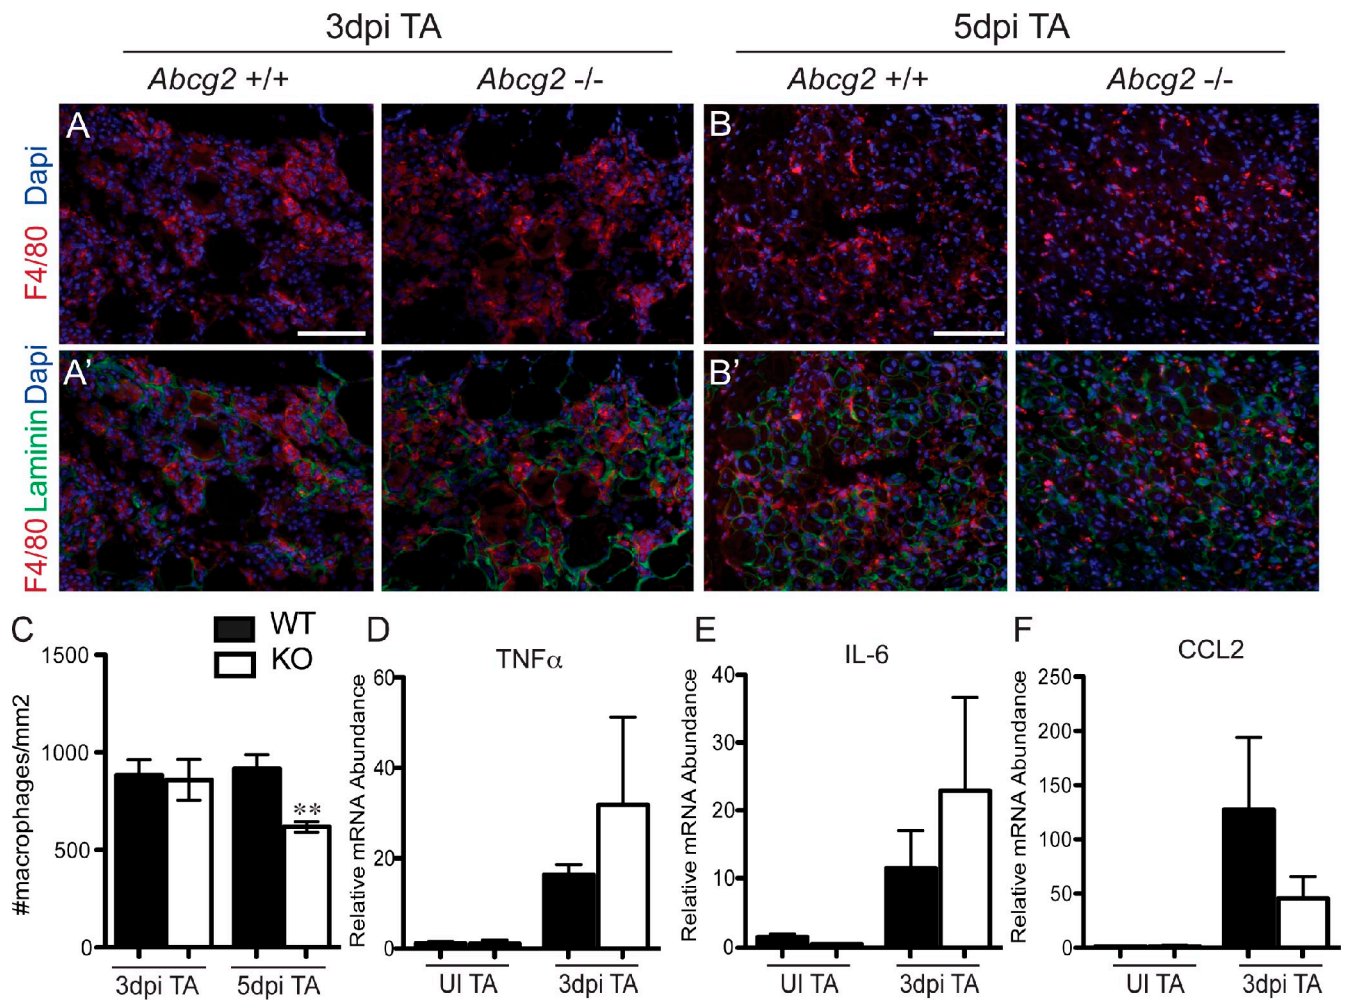 3dpi TA
5dpi TA
Abcg2 +/+
Abcg2 -/-
Abcg2 +/+
Abcg2 -/-
F4/80 Dapi
A
B
F4/80 Laminin Dapi
A'
B'
C
WT
KO
#macrophages/mm2
1500
1000
500
0
**
3dpi TA
5dpi TA
D
TNFα
Relative mRNA Abundance
60
40
20
0
UI TA
3dpi TA
E
IL-6
Relative mRNA Abundance
40
30
20
10
0
UI TA
3dpi TA
F
CCL2
Relative mRNA Abundance
250
200
150
100
50
0
UI TA
3dpi TA